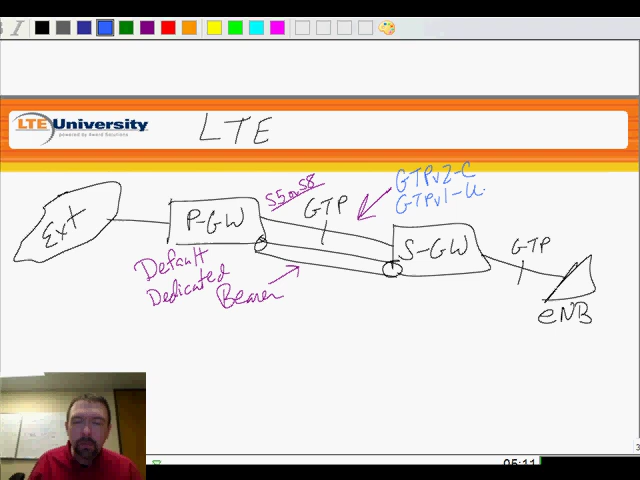 LTE University
powered by Award Solutions
LTE
S5 or S8
GTPv2-C
GTPv1-U
GTP
Ext
P-GW
S-GW
GTP
Default
Dedicated
Bearer
eNB
05:11